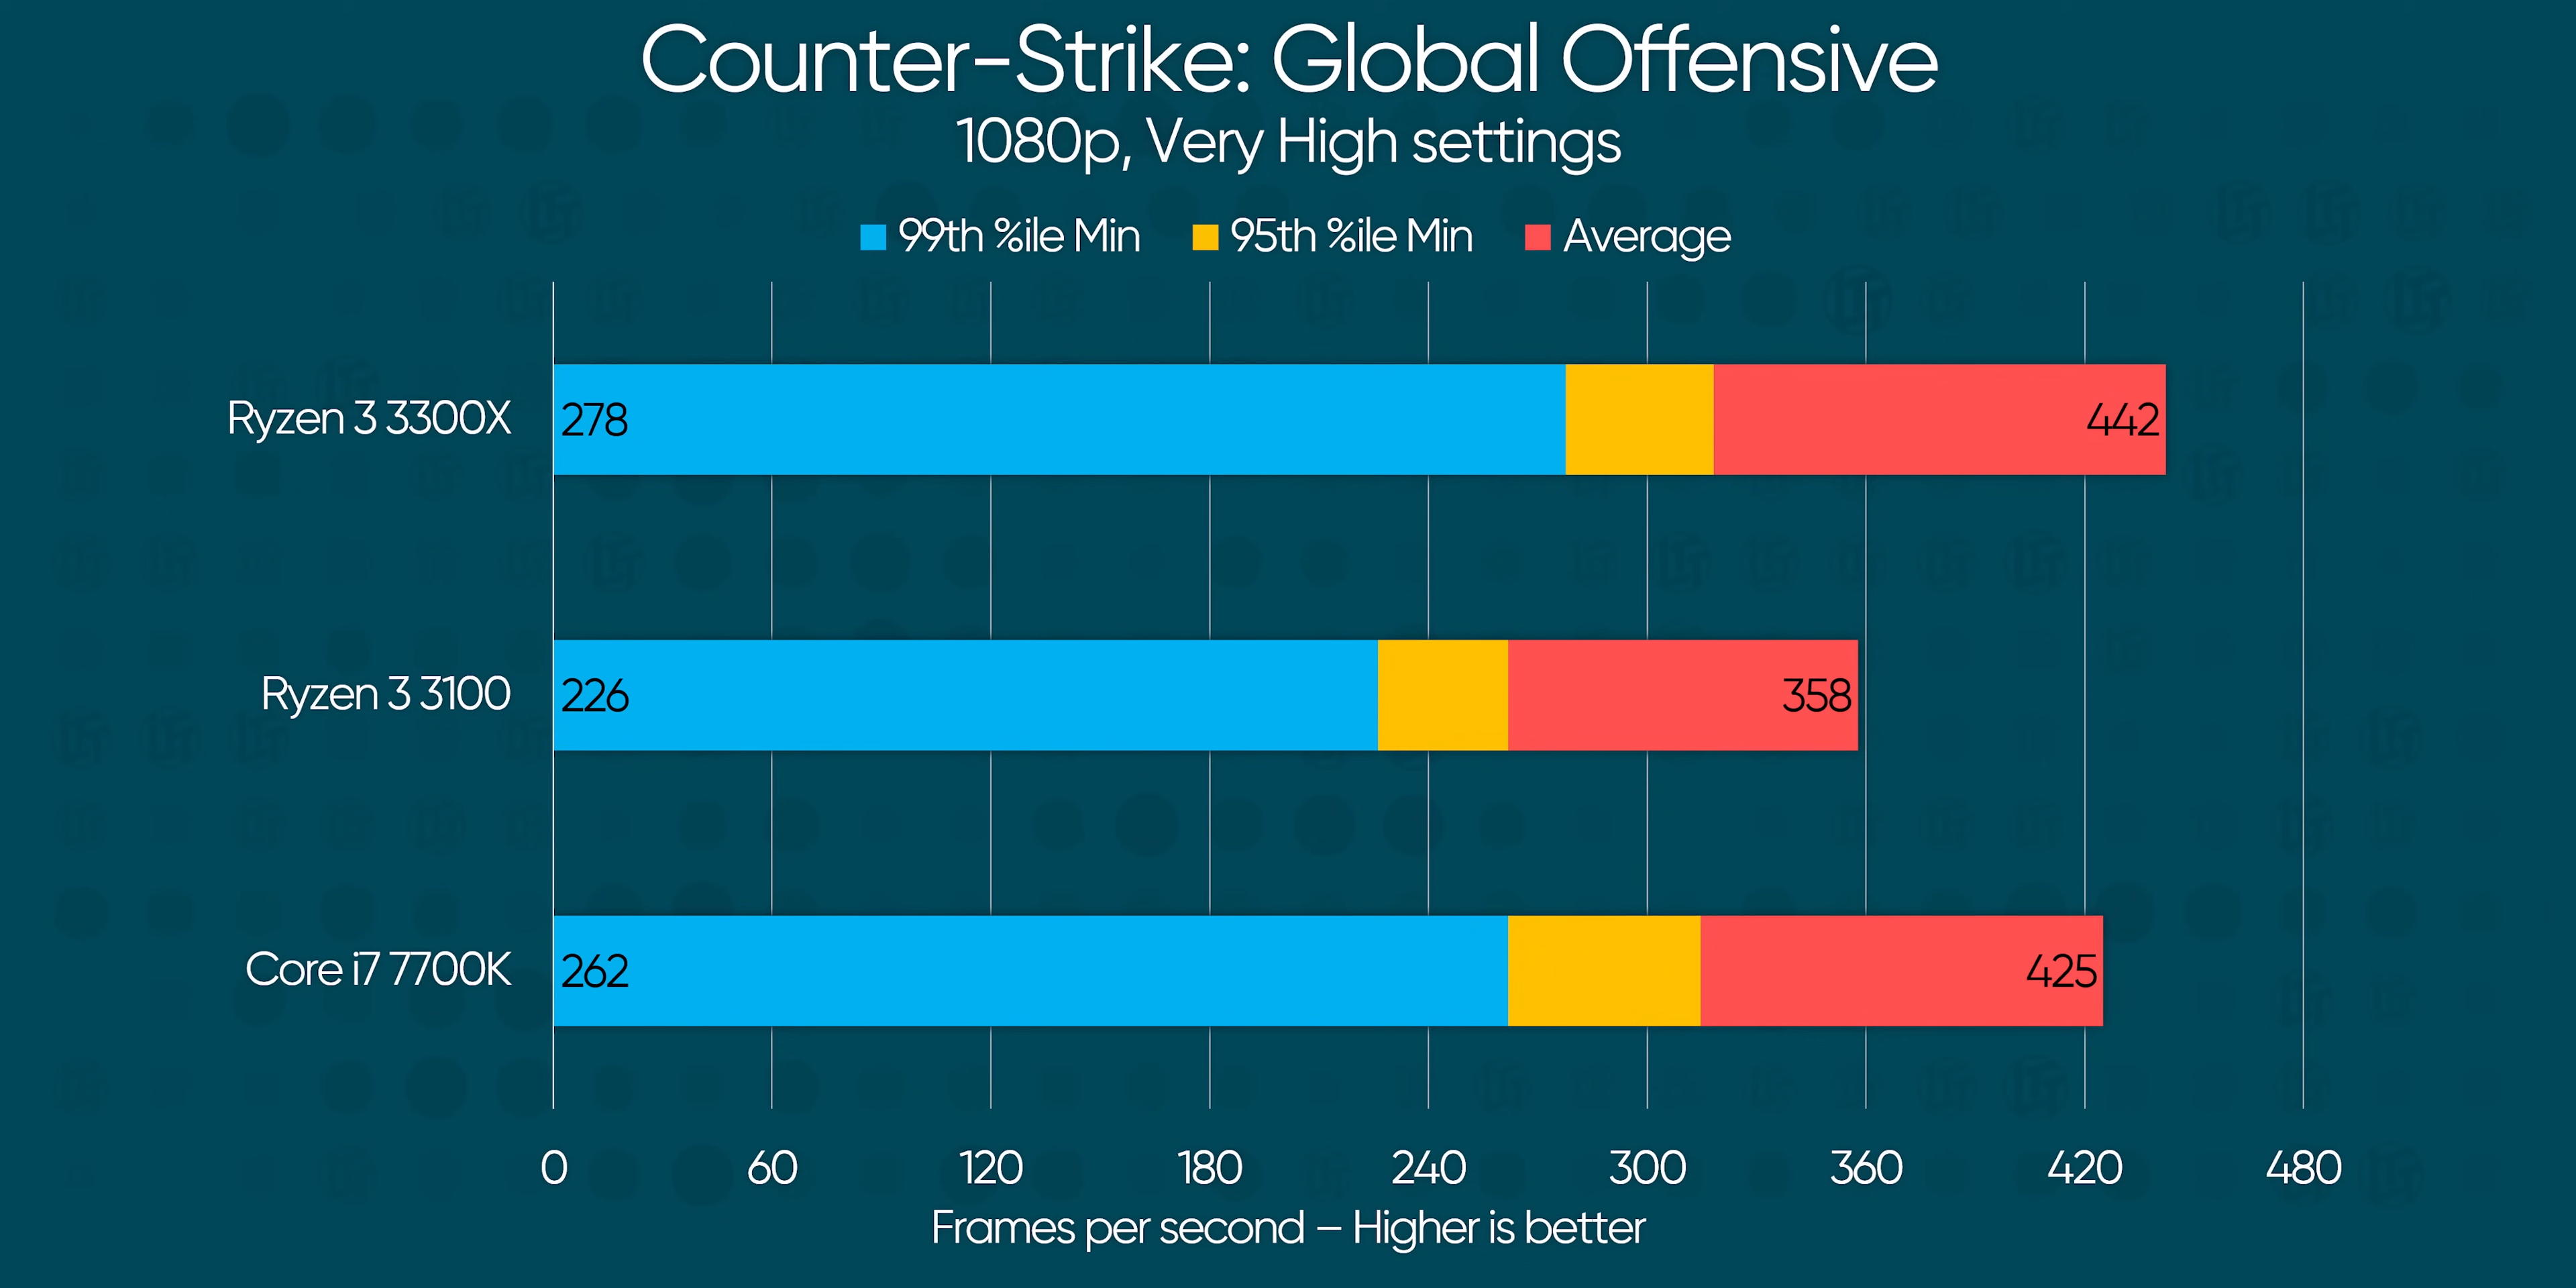 Counter-Strike: Global Offensive
1080p, Very High settings
99th %ile Min 95th %ile Min Average
Ryzen 3 3300X 278 442
Ryzen 3 3100 226 358
Core i7 7700K 262 425
0 60 120 180 240 300 360 420 480
Frames per second – Higher is better